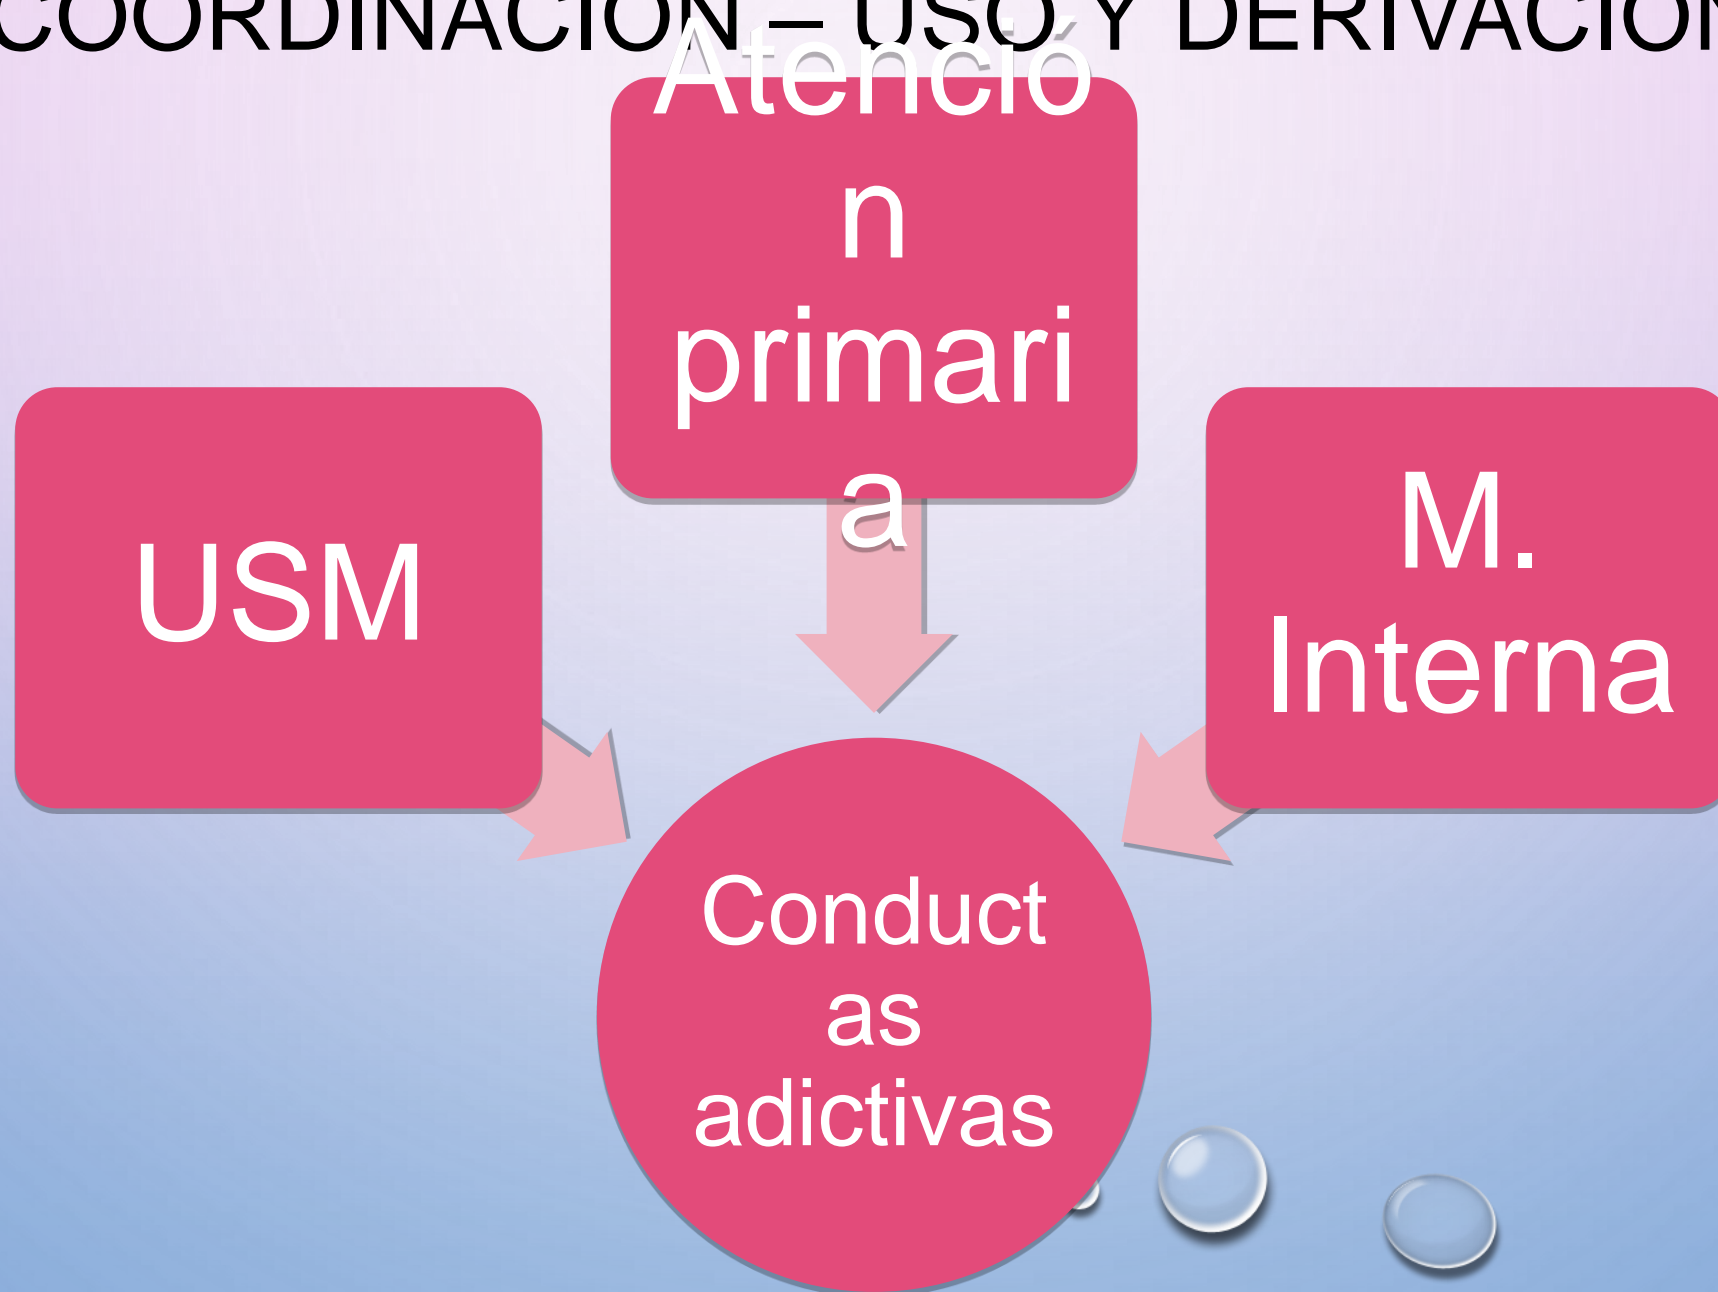 COORDINACIÓN – USO Y DERIVACIÓN
Atenció
n
primari
a
USM
M.
Interna
Conduct
as
adictivas